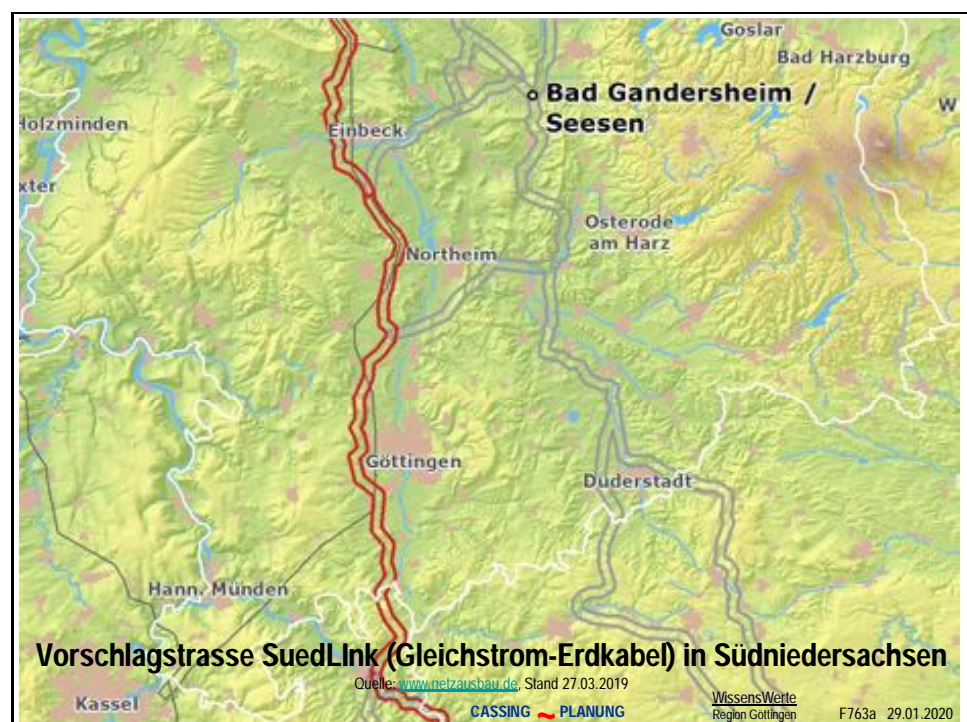 Goslar
Bad Harzburg
Bad Gandersheim /
Seesen
W
Holzminden
Einbeck
xter
Osterode
am Harz
Northeim
Göttingen
Duderstadt
Hann. Münden
Vorschlagstrasse SuedLInk (Gleichstrom-Erdkabel) in Südniedersachsen
Quelle: www.netzausbau.de, Stand 27.03.2019
Kassel
CASSING ~ PLANUNG
WissensWerte
Region Göttingen
F763a 29.01.2020